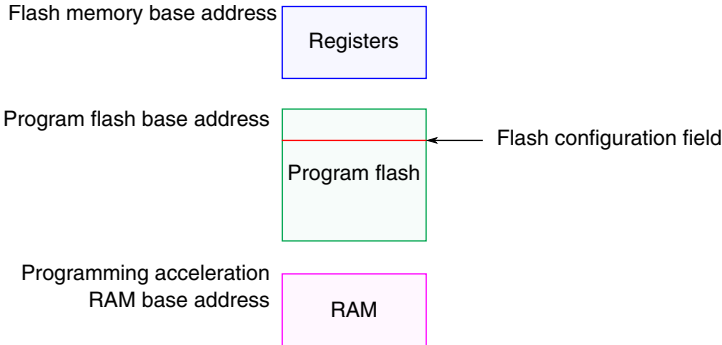 Flash memory base address
Registers
Program flash base address
Flash configuration field
Program flash
Programming acceleration
RAM base address
RAM